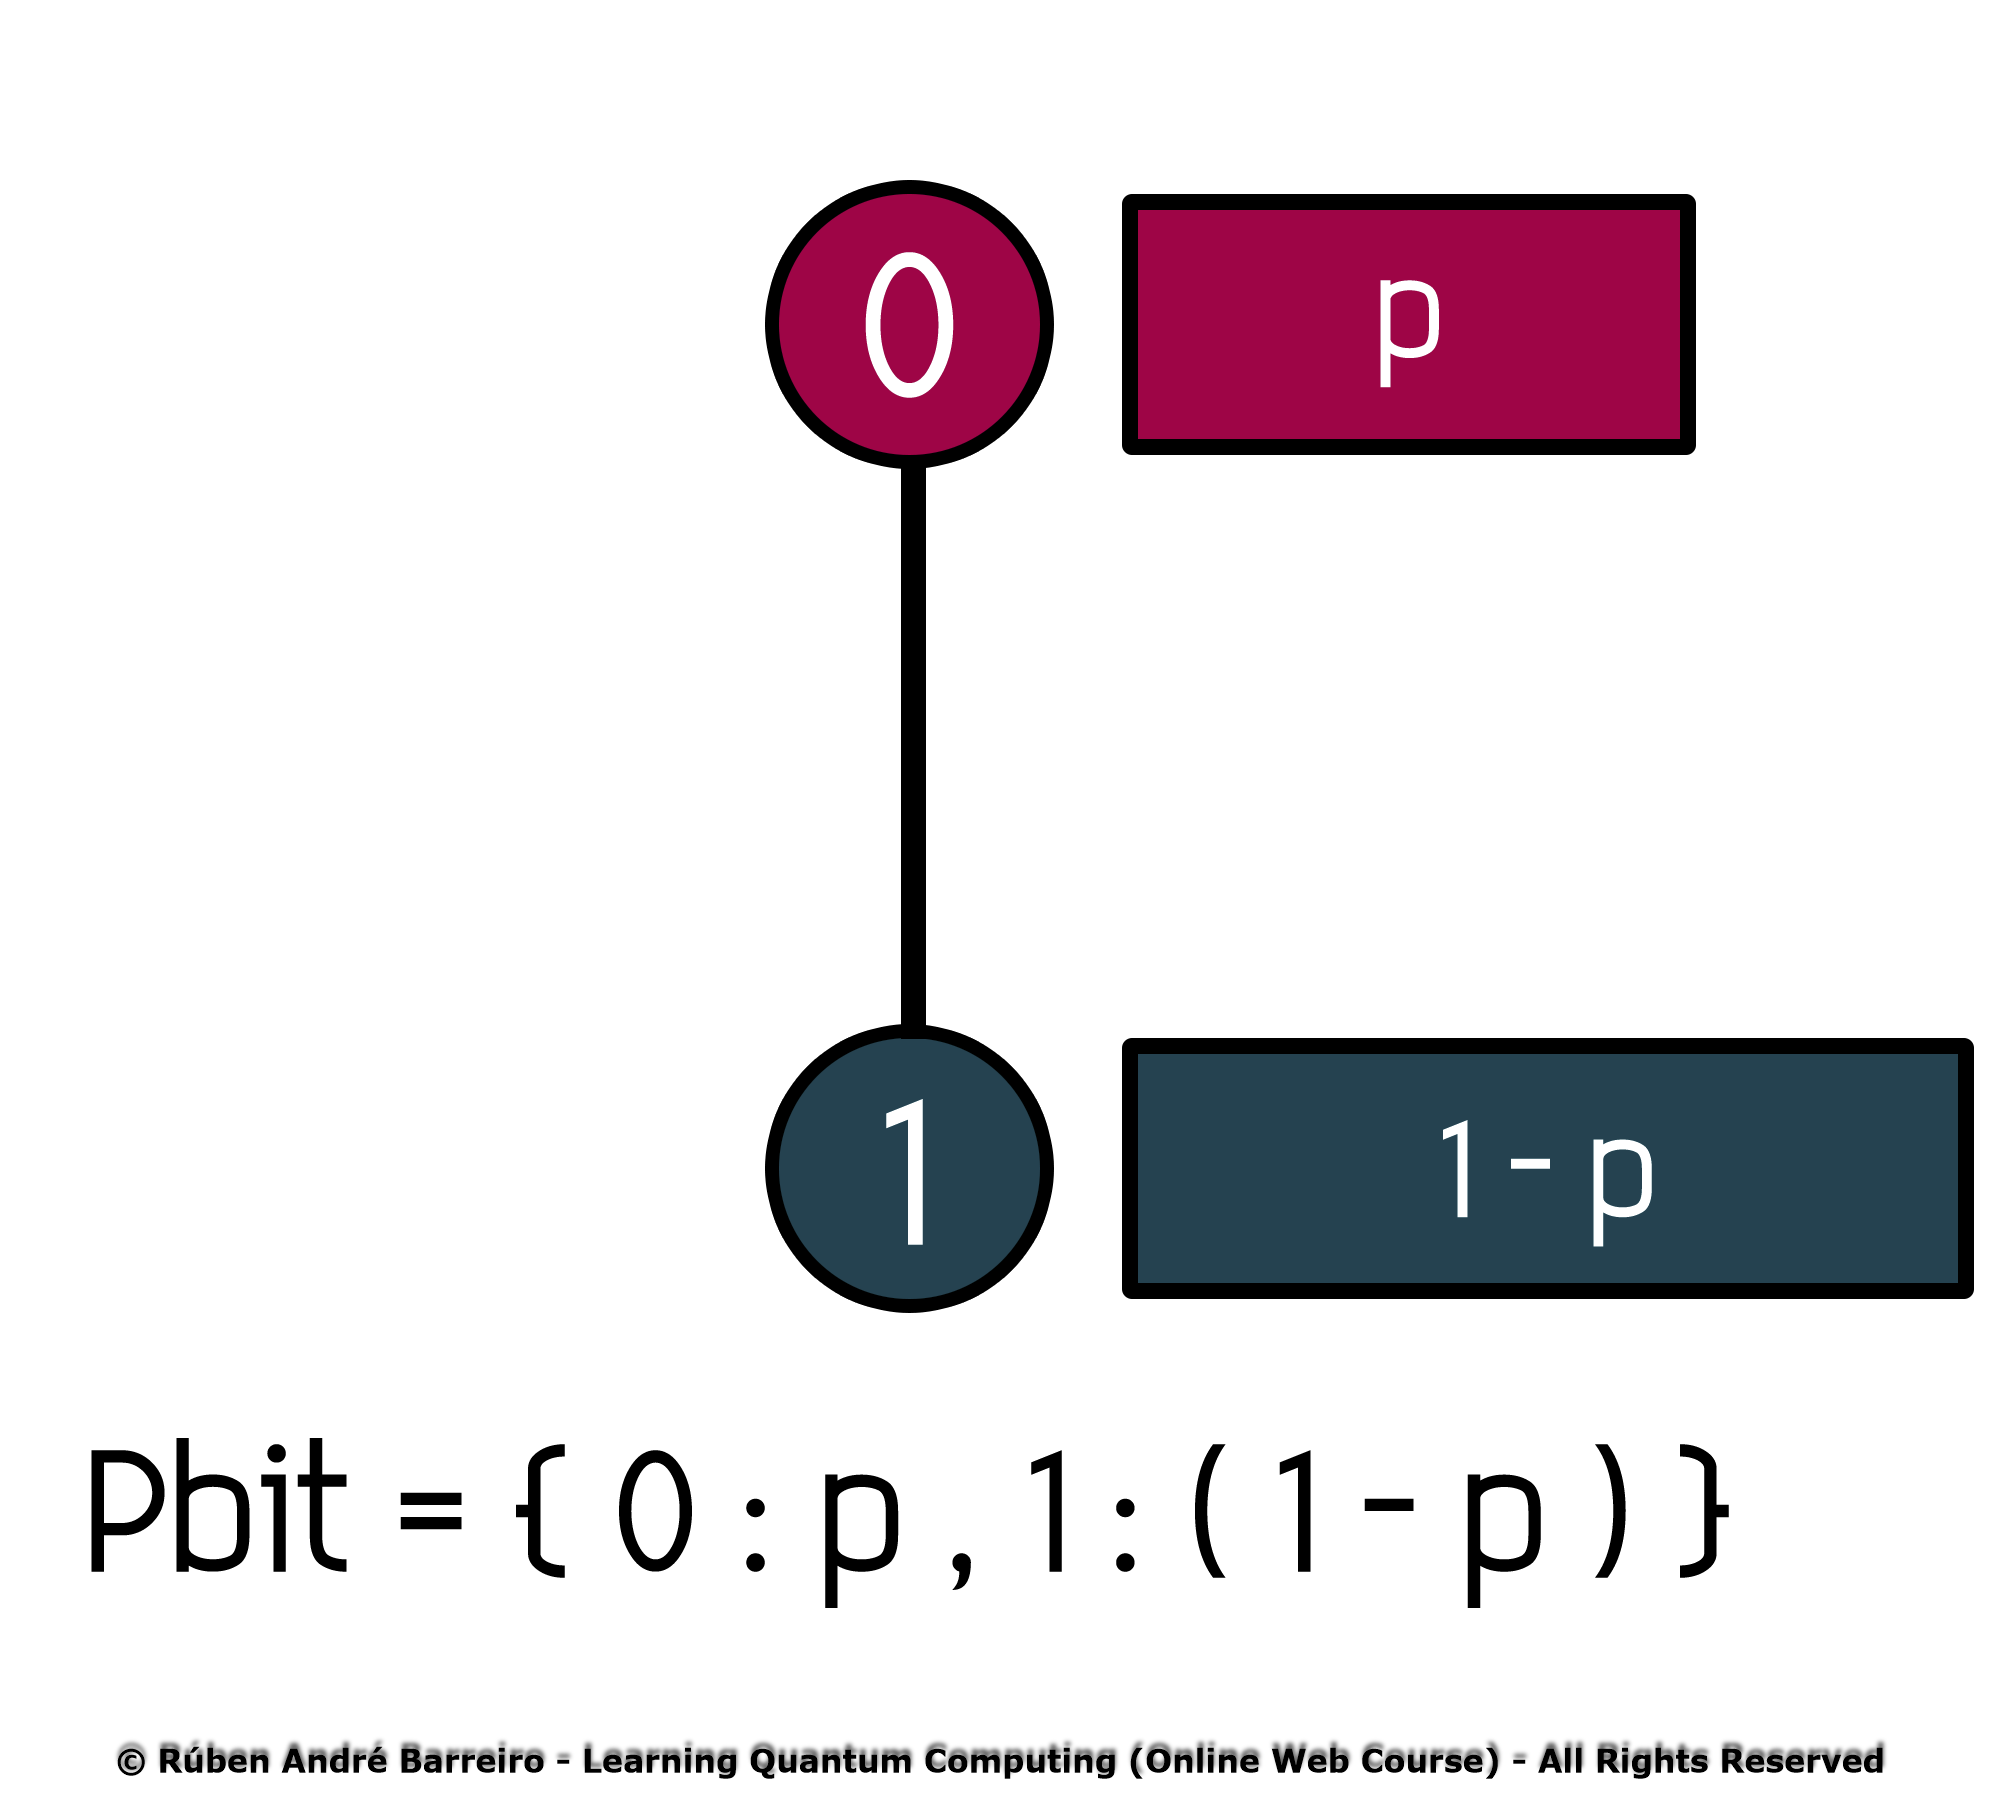 0 p
1 - p
1
Pbit = { 0 : p , 1 : ( 1 - p ) }
© Rúben André Barreiro - Learning Quantum Computing (Online Web Course) - All Rights Reserved